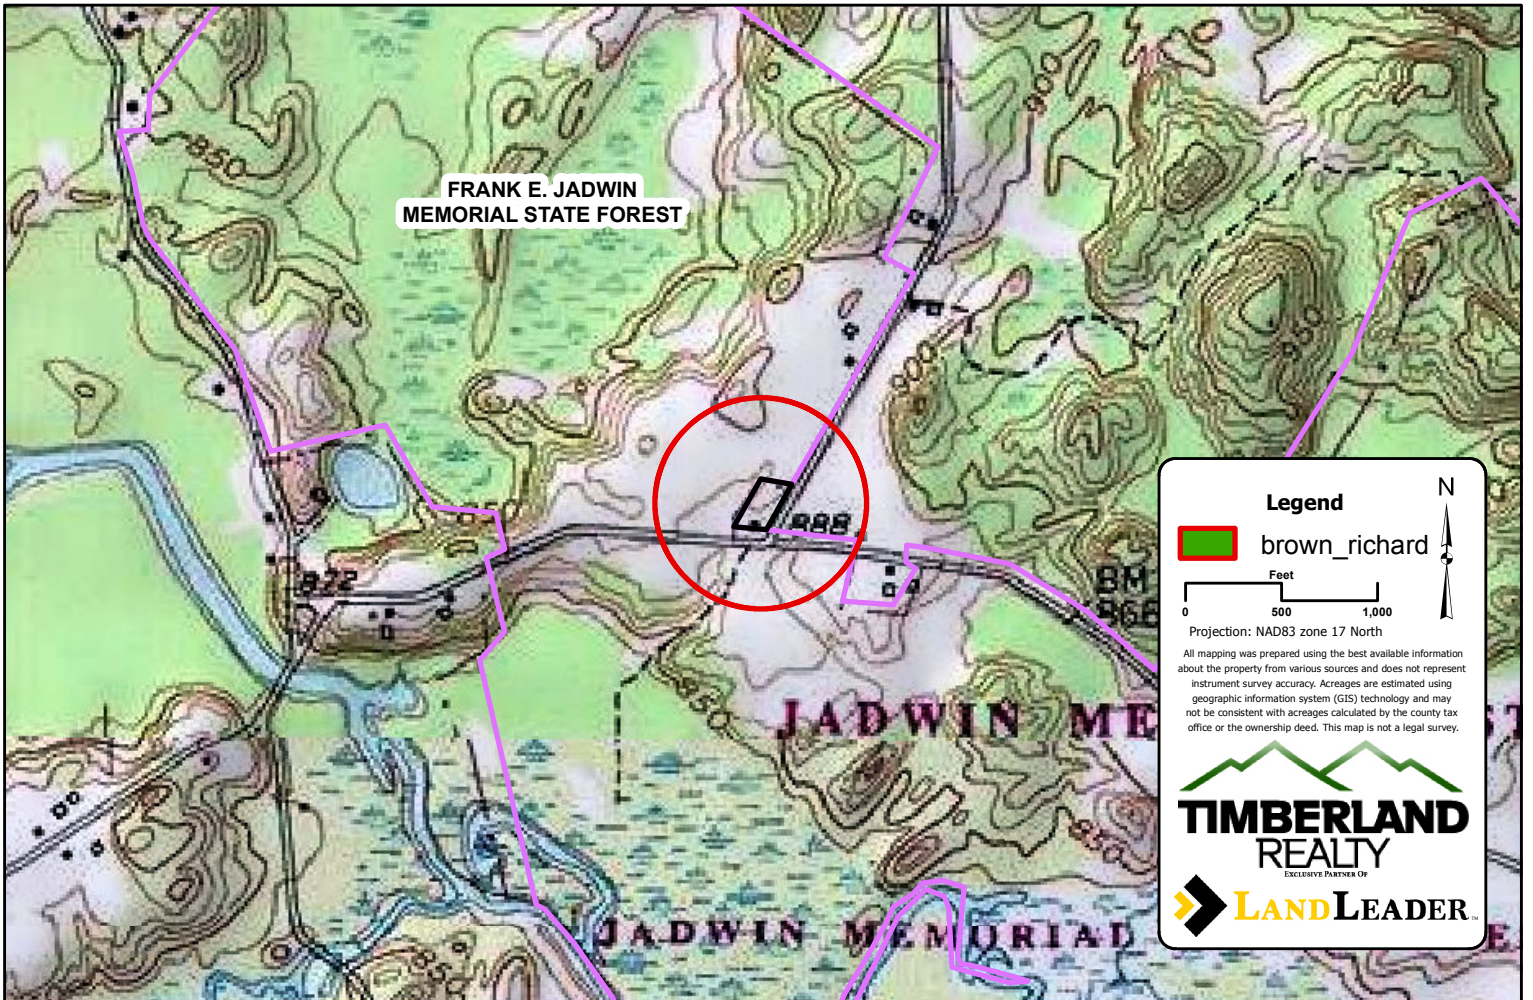 850
FRANK E. JADWIN
MEMORIAL STATE FOREST
900
900
888
872
BM
868
850
JADWIN ME
ST
JADWIN MEMORIAL
E
Legend
N
brown_richard
Feet
0 500 1,000
Projection: NAD83 zone 17 North
All mapping was prepared using the best available information
about the property from various sources and does not represent
instrument survey accuracy. Acreages are estimated using
geographic information system (GIS) technology and may
not be consistent with acreages calculated by the county tax
office or the ownership deed. This map is not a legal survey.
TIMBERLAND
REALTY
EXCLUSIVE PARTNER OF
LANDLEADER